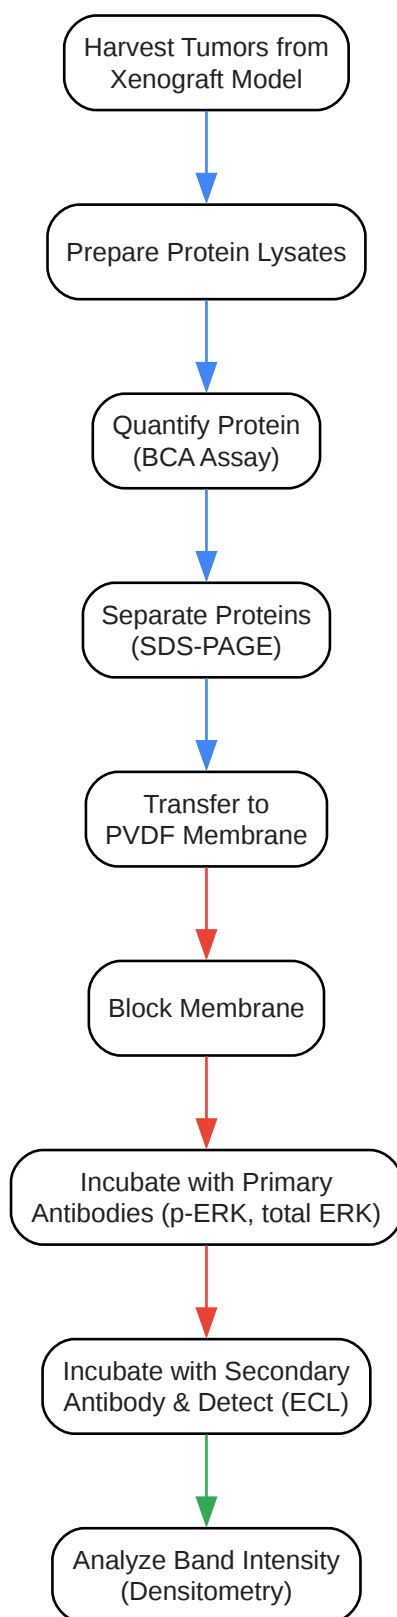 Harvest Tumors from
Xenograft Model
Prepare Protein Lysates
Quantify Protein
(BCA Assay)
Separate Proteins
(SDS-PAGE)
Transfer to
PVDF Membrane
Block Membrane
Incubate with Primary
Antibodies (p-ERK, total ERK)
Incubate with Secondary
Antibody & Detect (ECL)
Analyze Band Intensity
(Densitometry)